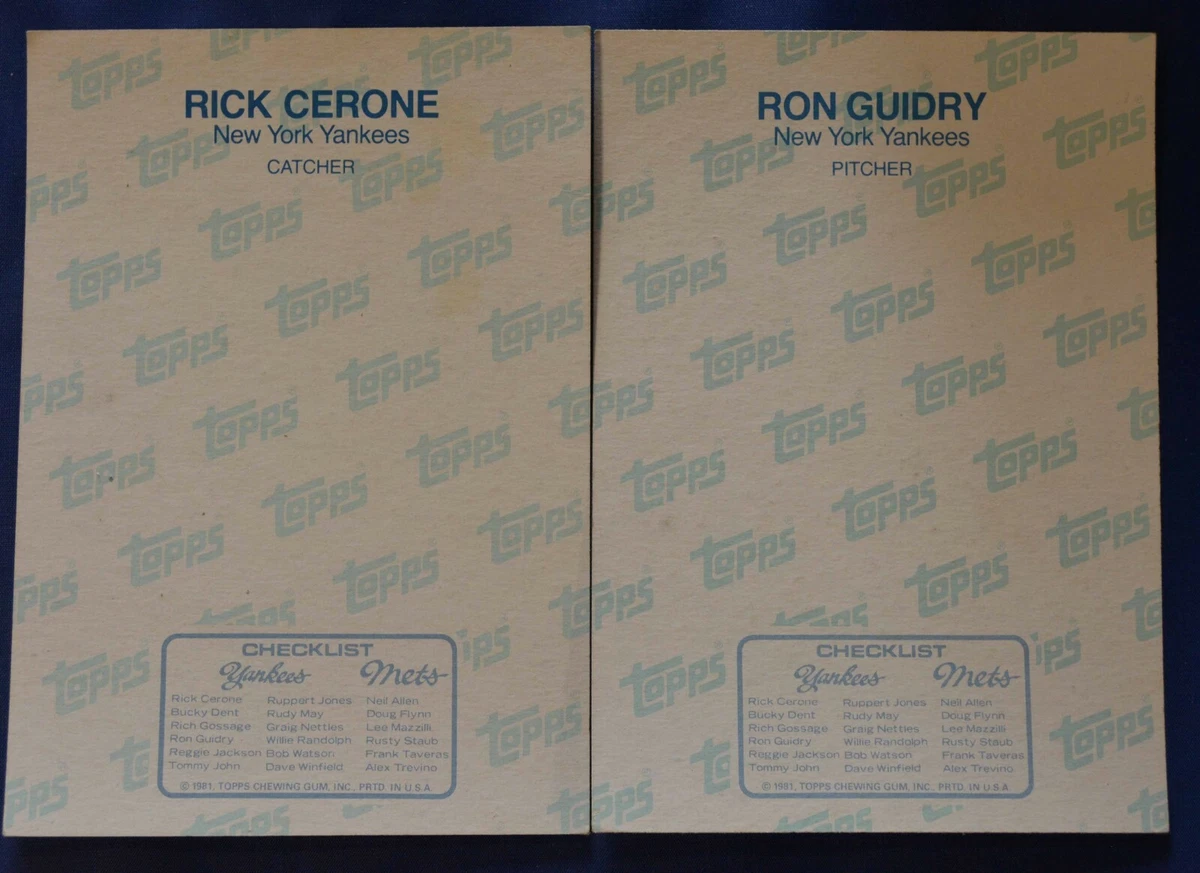 RICK CERONE
New York Yankees
CATCHER
topps
CHECKLIST
Yankees Mets
Rick Cerone Ruppert Jones Neil Allen
Bucky Dent Rudy May Doug Flynn
Rich Gossage Graig Nettles Lee Mazzilli
Ron Guidry Willie Randolph Rusty Staub
Reggie Jackson Bob Watson Frank Taveras
Tommy John Dave Winfield Alex Trevino
© 1981, TOPPS CHEWING GUM, INC., PRTD. IN U.S.A.
RON GUIDRY
New York Yankees
PITCHER
topps
CHECKLIST
Yankees Mets
Rick Cerone Ruppert Jones Neil Allen
Bucky Dent Rudy May Doug Flynn
Rich Gossage Graig Nettles Lee Mazzilli
Ron Guidry Willie Randolph Rusty Staub
Reggie Jackson Bob Watson Frank Taveras
Tommy John Dave Winfield Alex Trevino
© 1981, TOPPS CHEWING GUM, INC., PRTD. IN U.S.A.